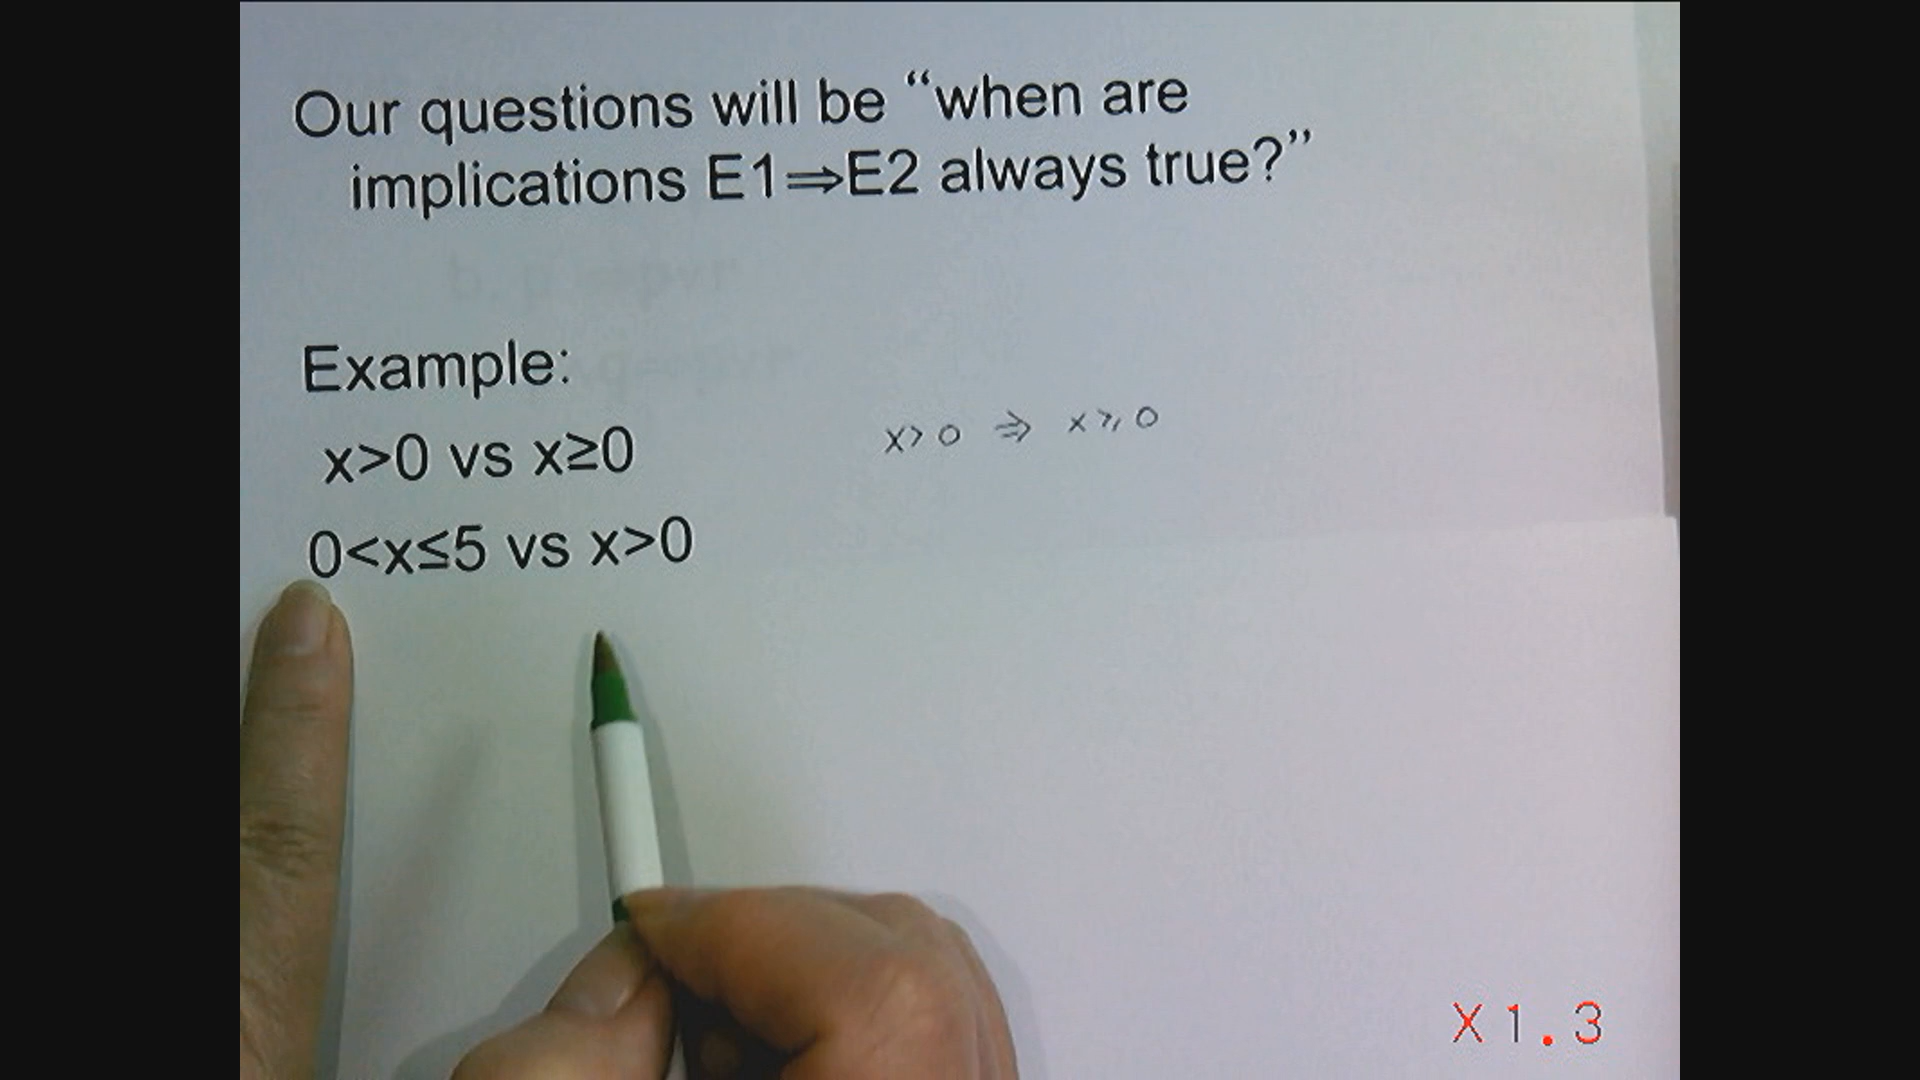 Our questions will be “when are
implications E1⇒E2 always true?”
Example:
x>0 vs x≥0
x>0 ⇒ x≥0
0<x≤5 vs x>0
X1.3